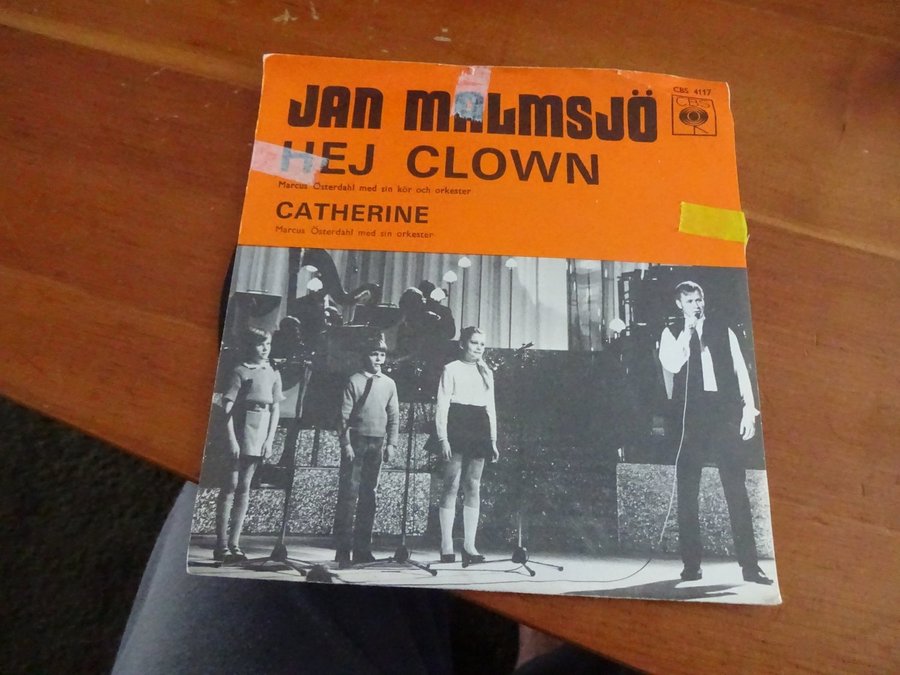 JAN MALMSJÖ
CBS 4117
CBS
HEJ CLOWN
Marcus Österdahl med sin kör och orkester
CATHERINE
Marcus Österdahl med sin orkester